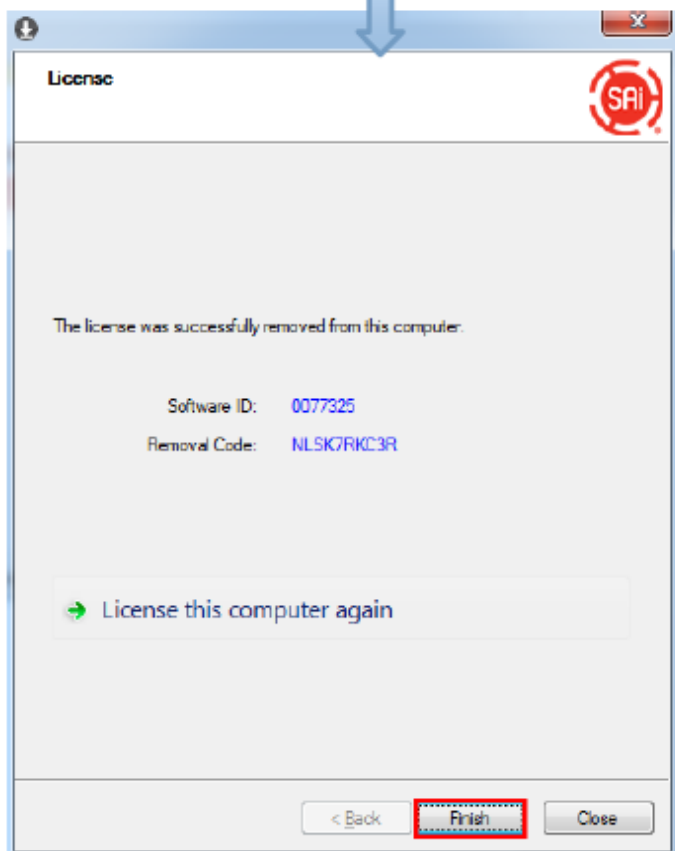 License
SAi
The license was successfully removed from this computer.
Software ID: 0077325
Removal Code: NLSK7RKC3R
License this computer again
< Back Finish Close